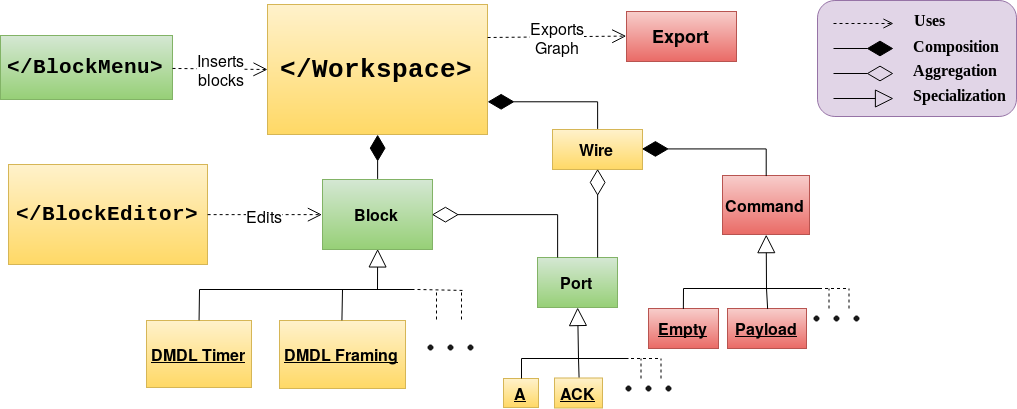 </BlockMenu>
Inserts
blocks
</Workspace>
Exports
Graph
Export
Uses
Composition
Aggregation
Specialization
Wire
Command
</BlockEditor>
Edits
Block
Port
Empty
Payload
DMDL Timer
DMDL Framing
A
ACK